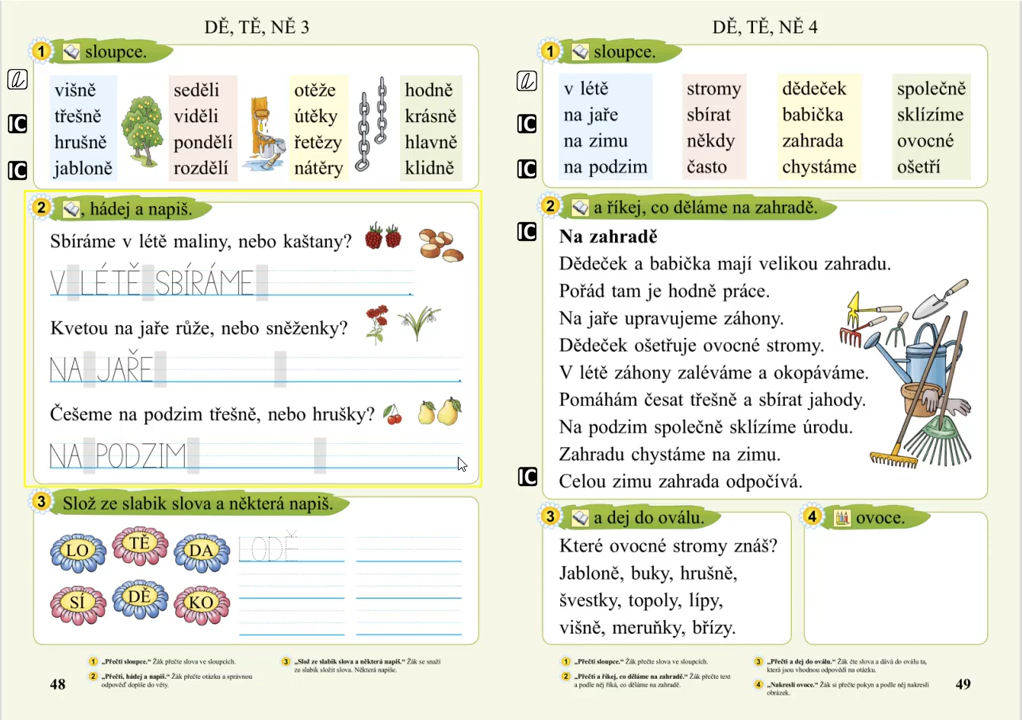 DĚ, TĚ, NĚ 3
1 sloupce.
višně
třešně
hrušně
jabloně
seděli
viděli
pondělí
rozdělí
otěže
útěky
řetězy
nátěry
hodně
krásně
hlavně
klidně
2 , hádej a napiš.
Sbíráme v létě maliny, nebo kaštany?
V LÉTĚ SBÍRÁME .
Kvetou na jaře růže, nebo sněženky?
NA JAŘE .
Češeme na podzim třešně, nebo hrušky?
NA PODZIM .
3 Slož ze slabik slova a některá napiš.
LO TĚ DA LODĚ
SÍ DĚ KO
1 „Přečti sloupce.“ Žák přečte slova ve sloupcích.
2 „Přečti, hádej a napiš.“ Žák přečte otázku a správnou
odpověď dopíše do věty.
3 „Slož ze slabik slova a některá napiš.“ Žák se snaží
ze slabik složit slova. Některá napíše.
48
DĚ, TĚ, NĚ 4
1 sloupce.
v létě
na jaře
na zimu
na podzim
stromy
sbírat
někdy
často
dědeček
babička
zahrada
chystáme
společně
sklízíme
ovocné
ošetří
2 a říkej, co děláme na zahradě.
Na zahradě
Dědeček a babička mají velikou zahradu.
Pořád tam je hodně práce.
Na jaře upravujeme záhony.
Dědeček ošetřuje ovocné stromy.
V létě záhony zaléváme a okopáváme.
Pomáhám česat třešně a sbírat jahody.
Na podzim společně sklízíme úrodu.
Zahradu chystáme na zimu.
Celou zimu zahrada odpočívá.
3 a dej do oválu.
Které ovocné stromy znáš?
Jabloně, buky, hrušně,
švestky, topoly, lípy,
višně, meruňky, břízy.
4 ovoce.
1 „Přečti sloupce.“ Žák přečte slova ve sloupcích.
2 „Přečti a říkej, co děláme na zahradě.“ Žák přečte text
a podle něj říká, co děláme na zahradě.
3 „Přečti a dej do oválu.“ Žák čte slova a dává do oválu ta,
která jsou vhodnou odpovědí na otázku.
4 „Nakresli ovoce.“ Žák si přečte pokyn a podle něj nakreslí
obrázek.
49